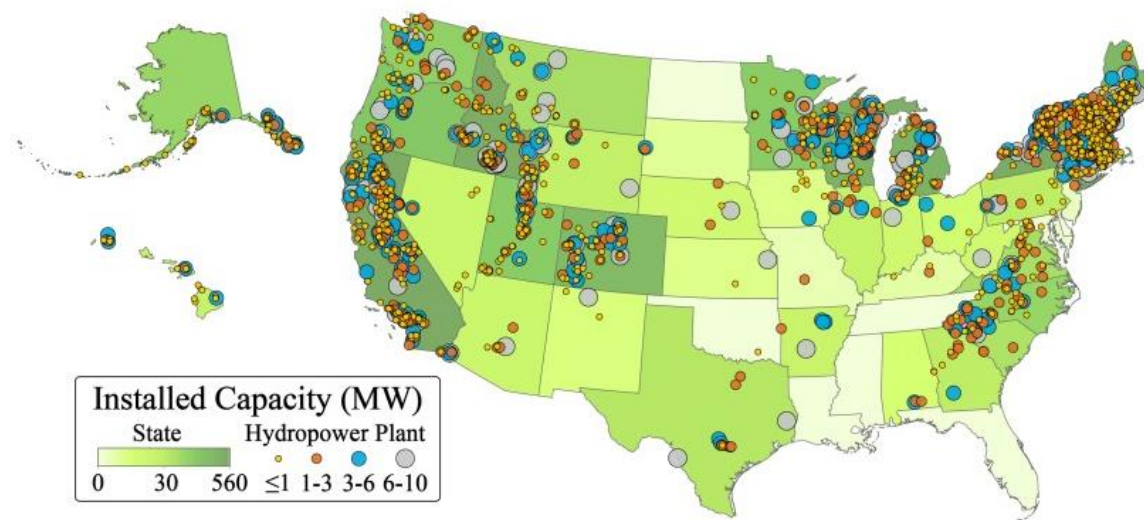 Installed Capacity (MW)
State Hydropower Plant
0 30 560 ≤1 1-3 3-6 6-10